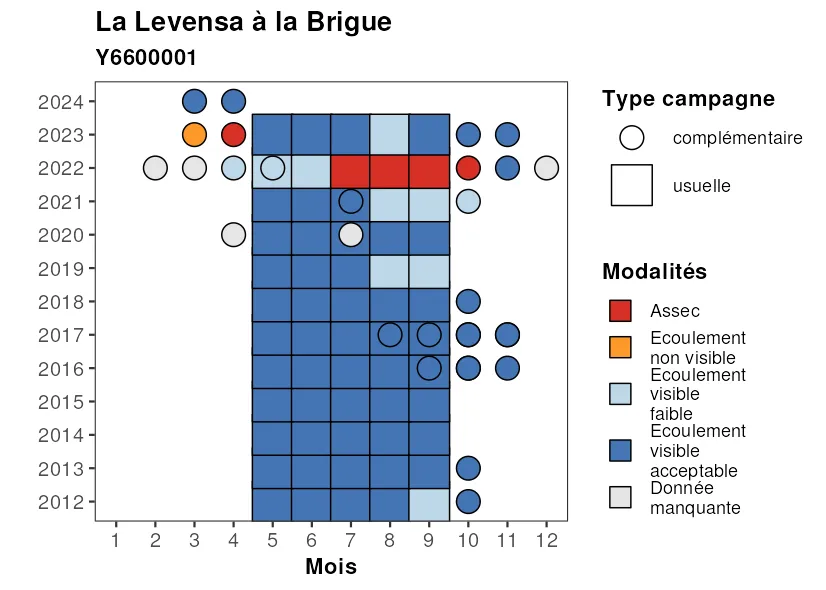 La Levensa à la Brigue
Y6600001
2024
2023
2022
2021
2020
2019
2018
2017
2016
2015
2014
2013
2012
1 2 3 4 5 6 7 8 9 10 11 12
Mois
Type campagne
complémentaire
usuelle
Modalités
Assec
Ecoulement
non visible
Ecoulement
visible
faible
Ecoulement
visible
acceptable
Donnée
manquante